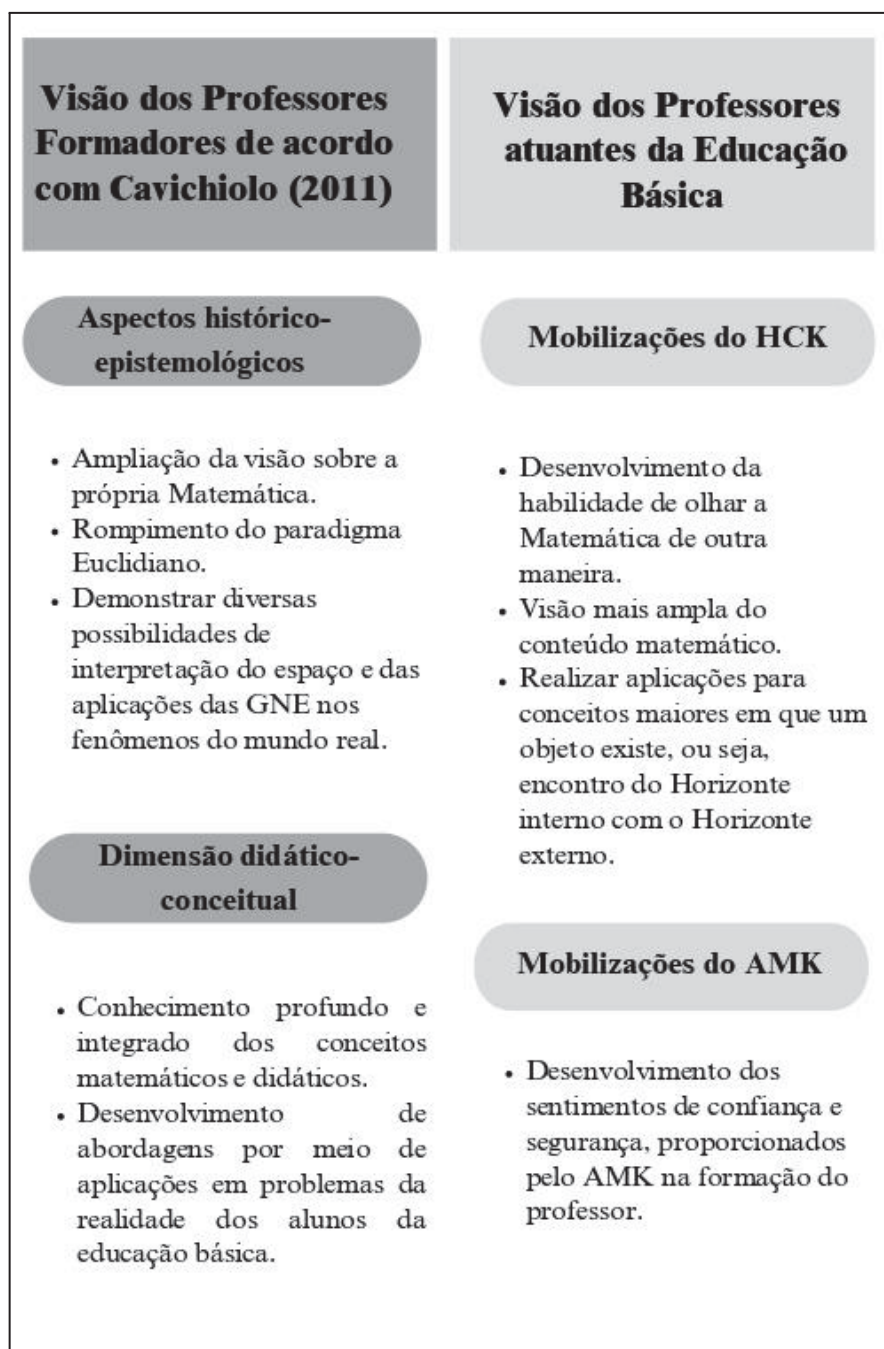 Visão dos Professores
Formadores de acordo
com Cavichiolo (2011)
Aspectos histórico-
epistemológicos
• Ampliação da visão sobre a
própria Matemática.
• Rompimento do paradigma
Euclidiano.
• Demonstrar diversas
possibilidades de
interpretação do espaço e das
aplicações das GNE nos
fenômenos do mundo real.
Dimensão didático-
conceitual
• Conhecimento profundo e
integrado dos conceitos
matemáticos e didáticos.
• Desenvolvimento de
abordagens por meio de
aplicações em problemas da
realidade dos alunos da
educação básica.
Visão dos Professores
atuantes da Educação
Básica
Mobilizações do HCK
• Desenvolvimento da
habilidade de olhar a
Matemática de outra
maneira.
• Visão mais ampla do
conteúdo matemático.
• Realizar aplicações para
conceitos maiores em que um
objeto existe, ou seja,
encontro do Horizonte
interno com o Horizonte
externo.
Mobilizações do AMK
• Desenvolvimento dos
sentimentos de confiança e
segurança, proporcionados
pelo AMK na formação do
professor.